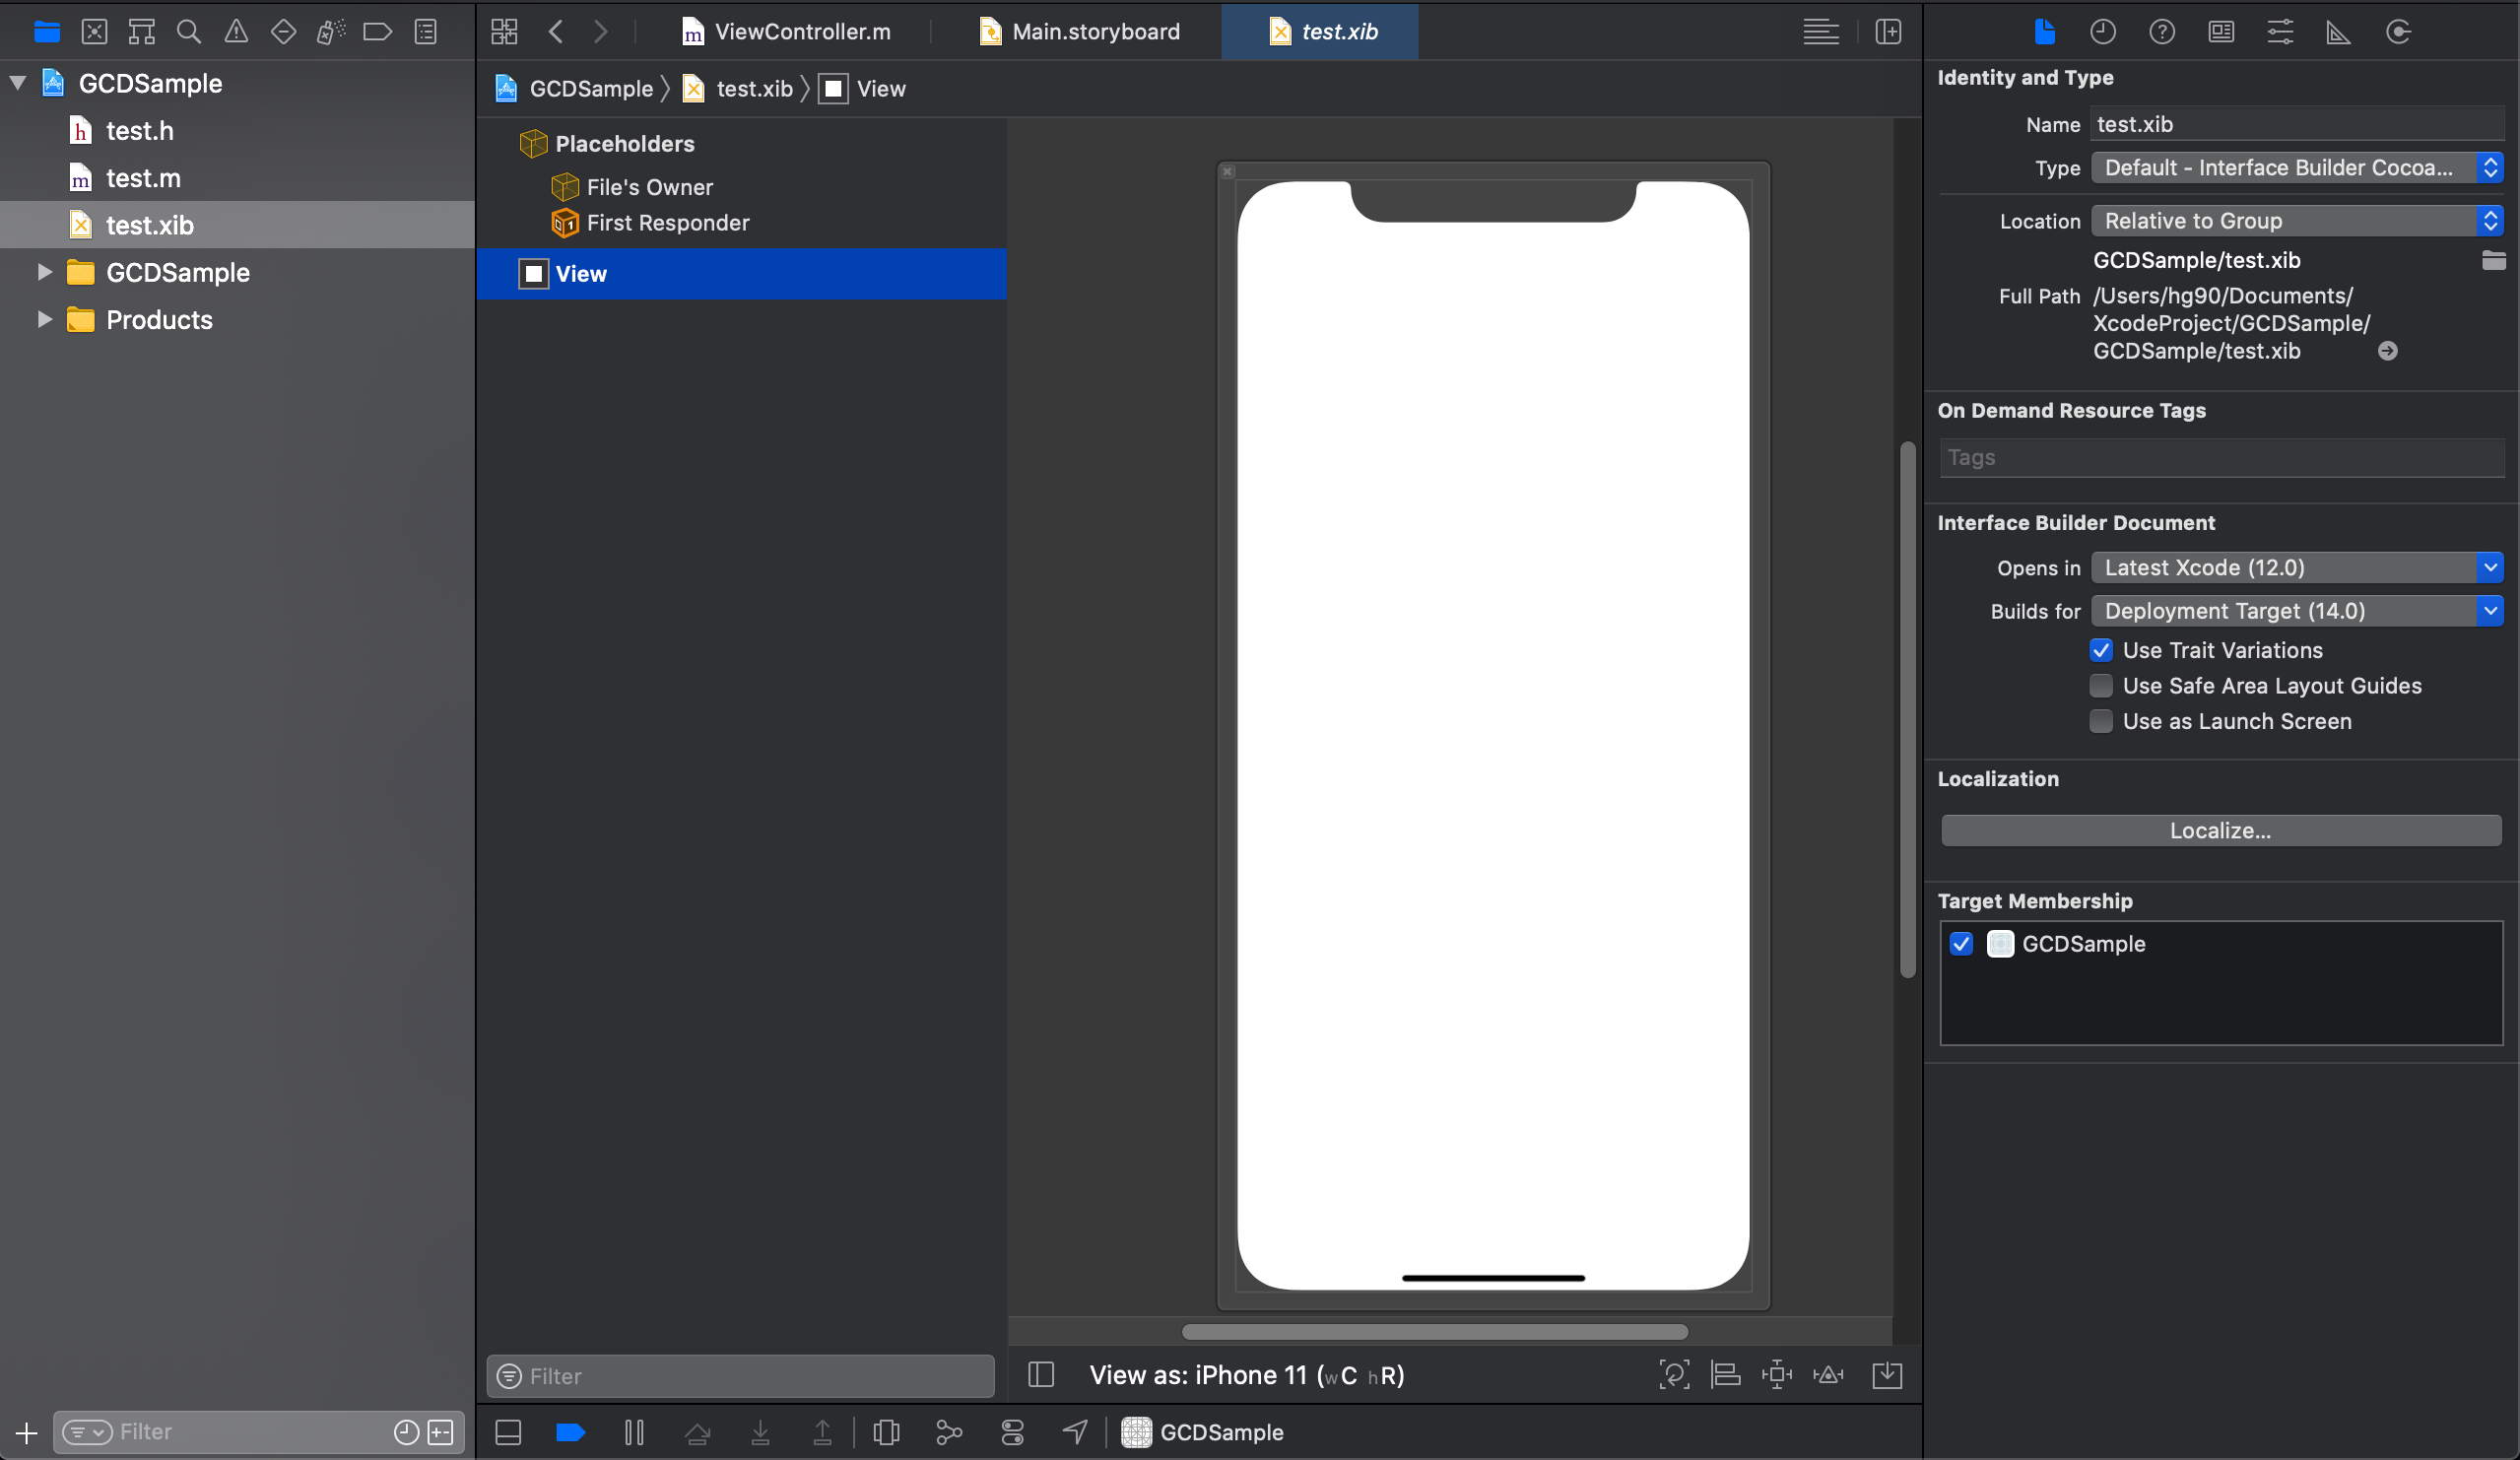 ViewController.m
Main.storyboard
test.xib
GCDSample
test.h
test.m
test.xib
GCDSample
Products
Filter
GCDSample
test.xib
View
Placeholders
File's Owner
First Responder
View
Filter
View as: iPhone 11 (wC hR)
GCDSample
Identity and Type
Name test.xib
Type Default - Interface Builder Cocoa...
Location Relative to Group
GCDSample/test.xib
Full Path /Users/hg90/Documents/
XcodeProject/GCDSample/
GCDSample/test.xib
On Demand Resource Tags
Tags
Interface Builder Document
Opens in Latest Xcode (12.0)
Builds for Deployment Target (14.0)
Use Trait Variations
Use Safe Area Layout Guides
Use as Launch Screen
Localization
Localize...
Target Membership
GCDSample